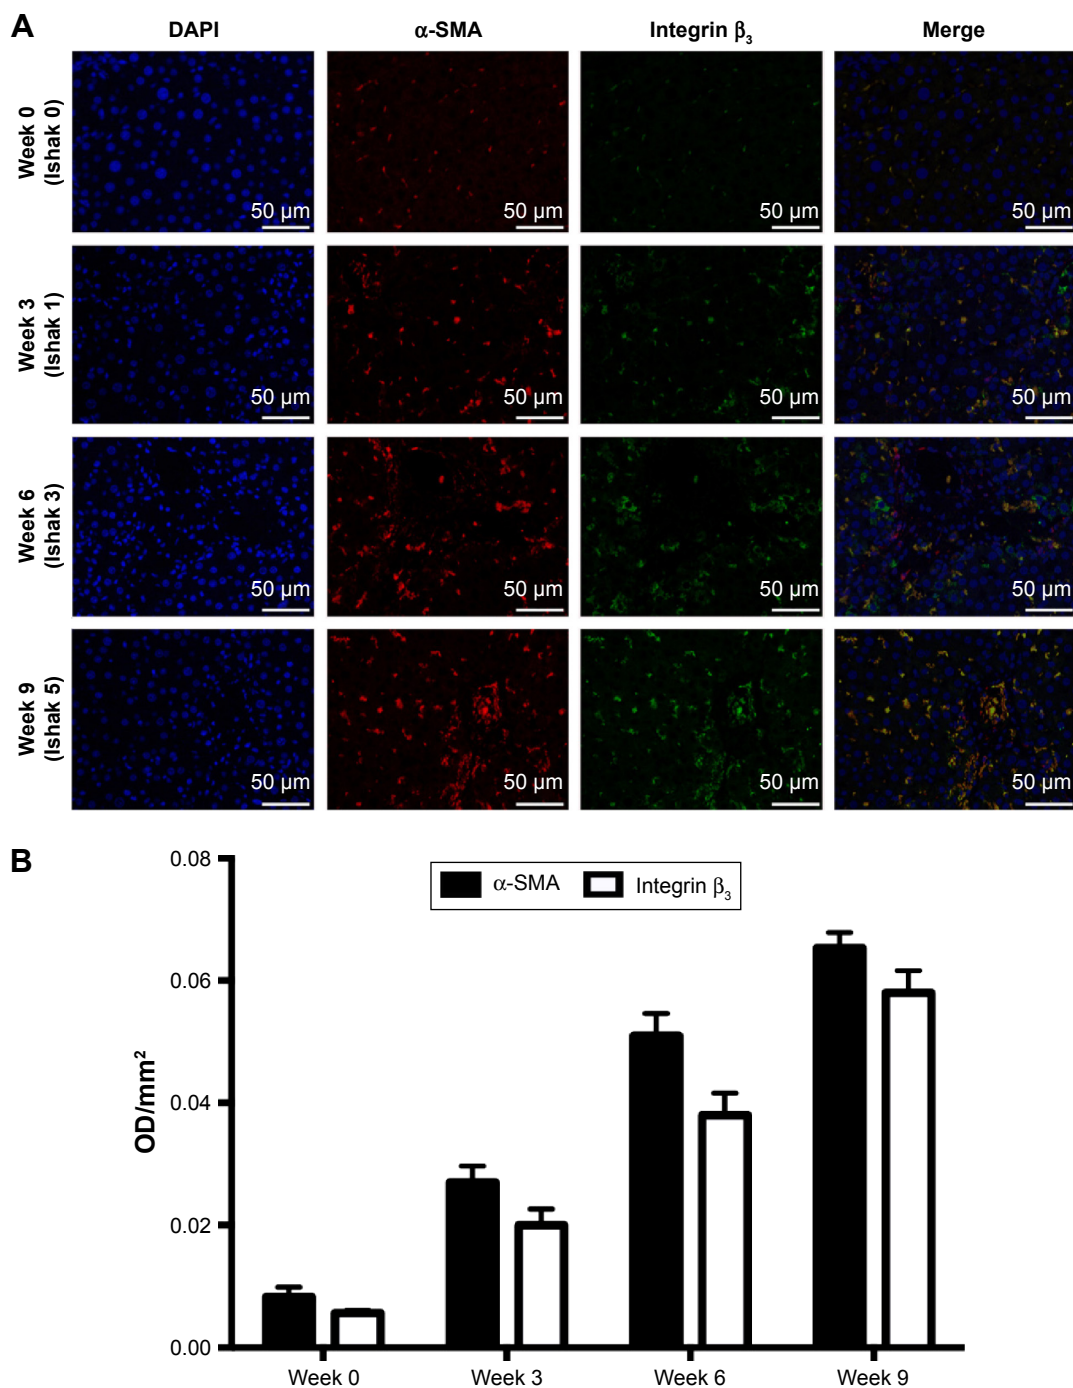 A
DAPI α-SMA Integrin β₃ Merge
Week 0
(Ishak 0)
50 µm 50 µm 50 µm 50 µm
Week 3
(Ishak 1)
50 µm 50 µm 50 µm 50 µm
Week 6
(Ishak 3)
50 µm 50 µm 50 µm 50 µm
Week 9
(Ishak 5)
50 µm 50 µm 50 µm 50 µm
B
α-SMA Integrin β₃
OD/mm²
0.08
0.06
0.04
0.02
0.00
Week 0 Week 3 Week 6 Week 9